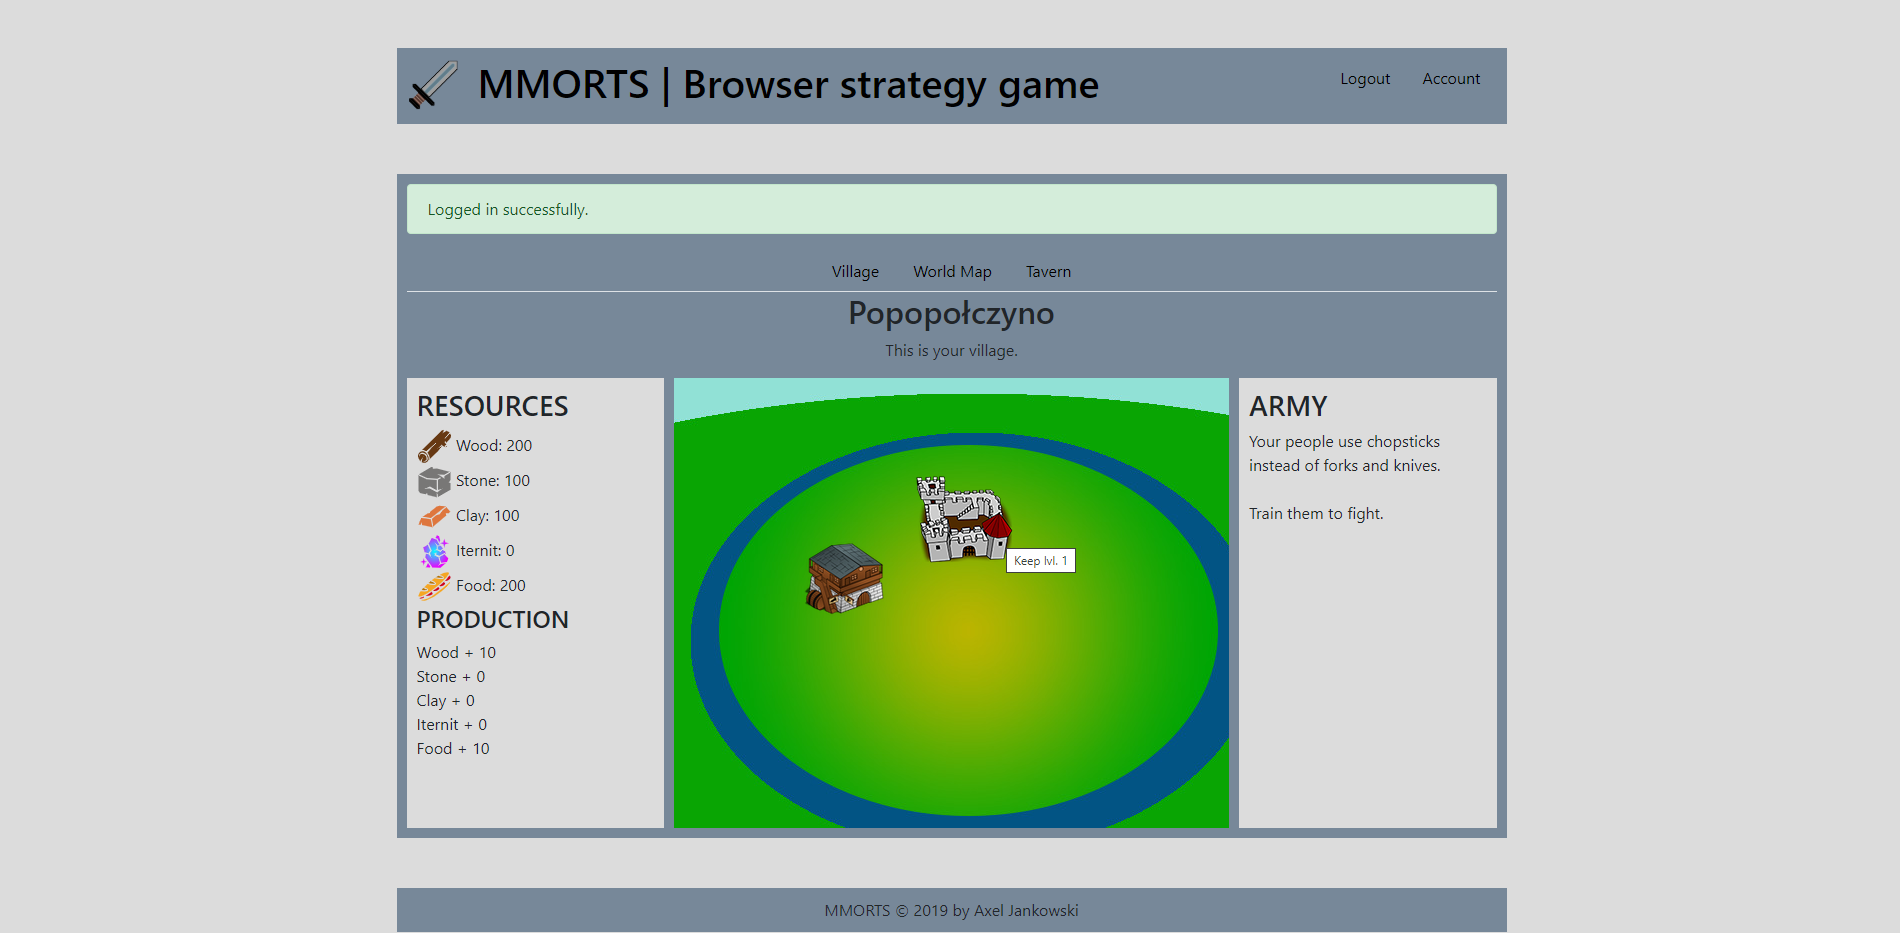 MMORTS | Browser strategy game
Logout
Account
Logged in successfully.
Village
World Map
Tavern
Popopołczyno
This is your village.
RESOURCES
Wood: 200
Stone: 100
Clay: 100
Iternit: 0
Food: 200
PRODUCTION
Wood + 10
Stone + 0
Clay + 0
Iternit + 0
Food + 10
Keep lvl. 1
ARMY
Your people use chopsticks
instead of forks and knives.
Train them to fight.
MMORTS © 2019 by Axel Jankowski